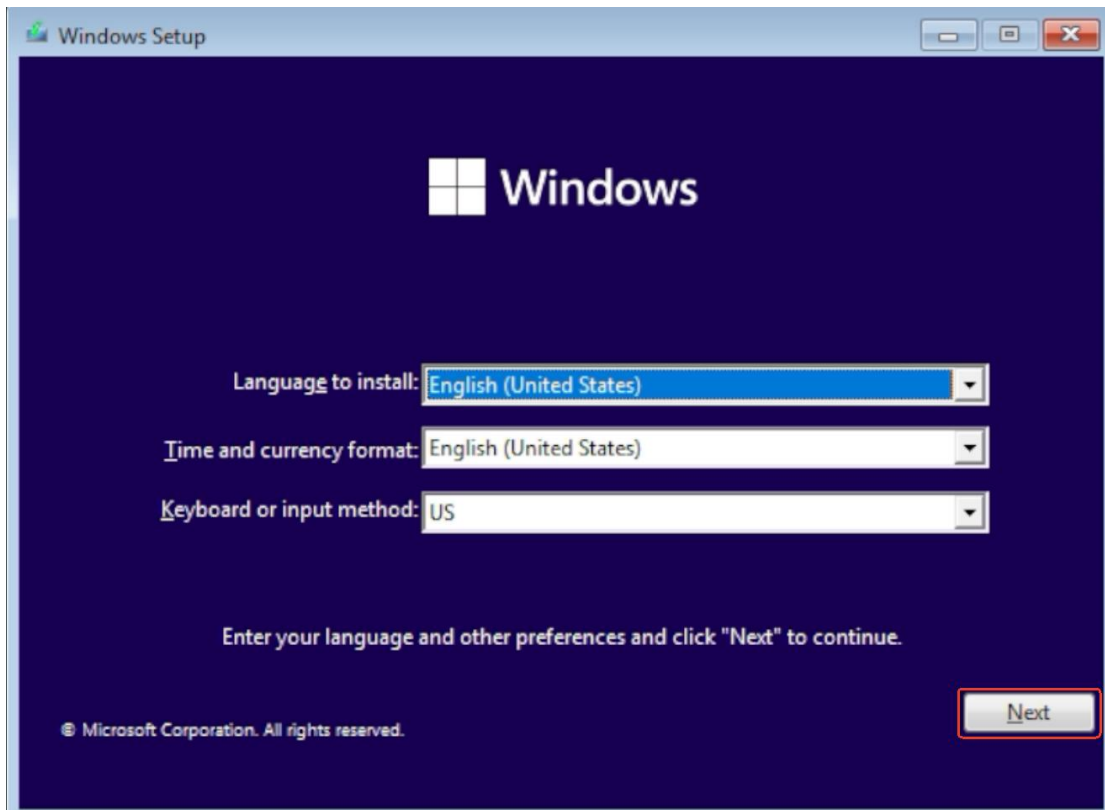 Windows Setup
Windows
Language to install: English (United States)
Time and currency format: English (United States)
Keyboard or input method: US
Enter your language and other preferences and click "Next" to continue.
Next
© Microsoft Corporation. All rights reserved.